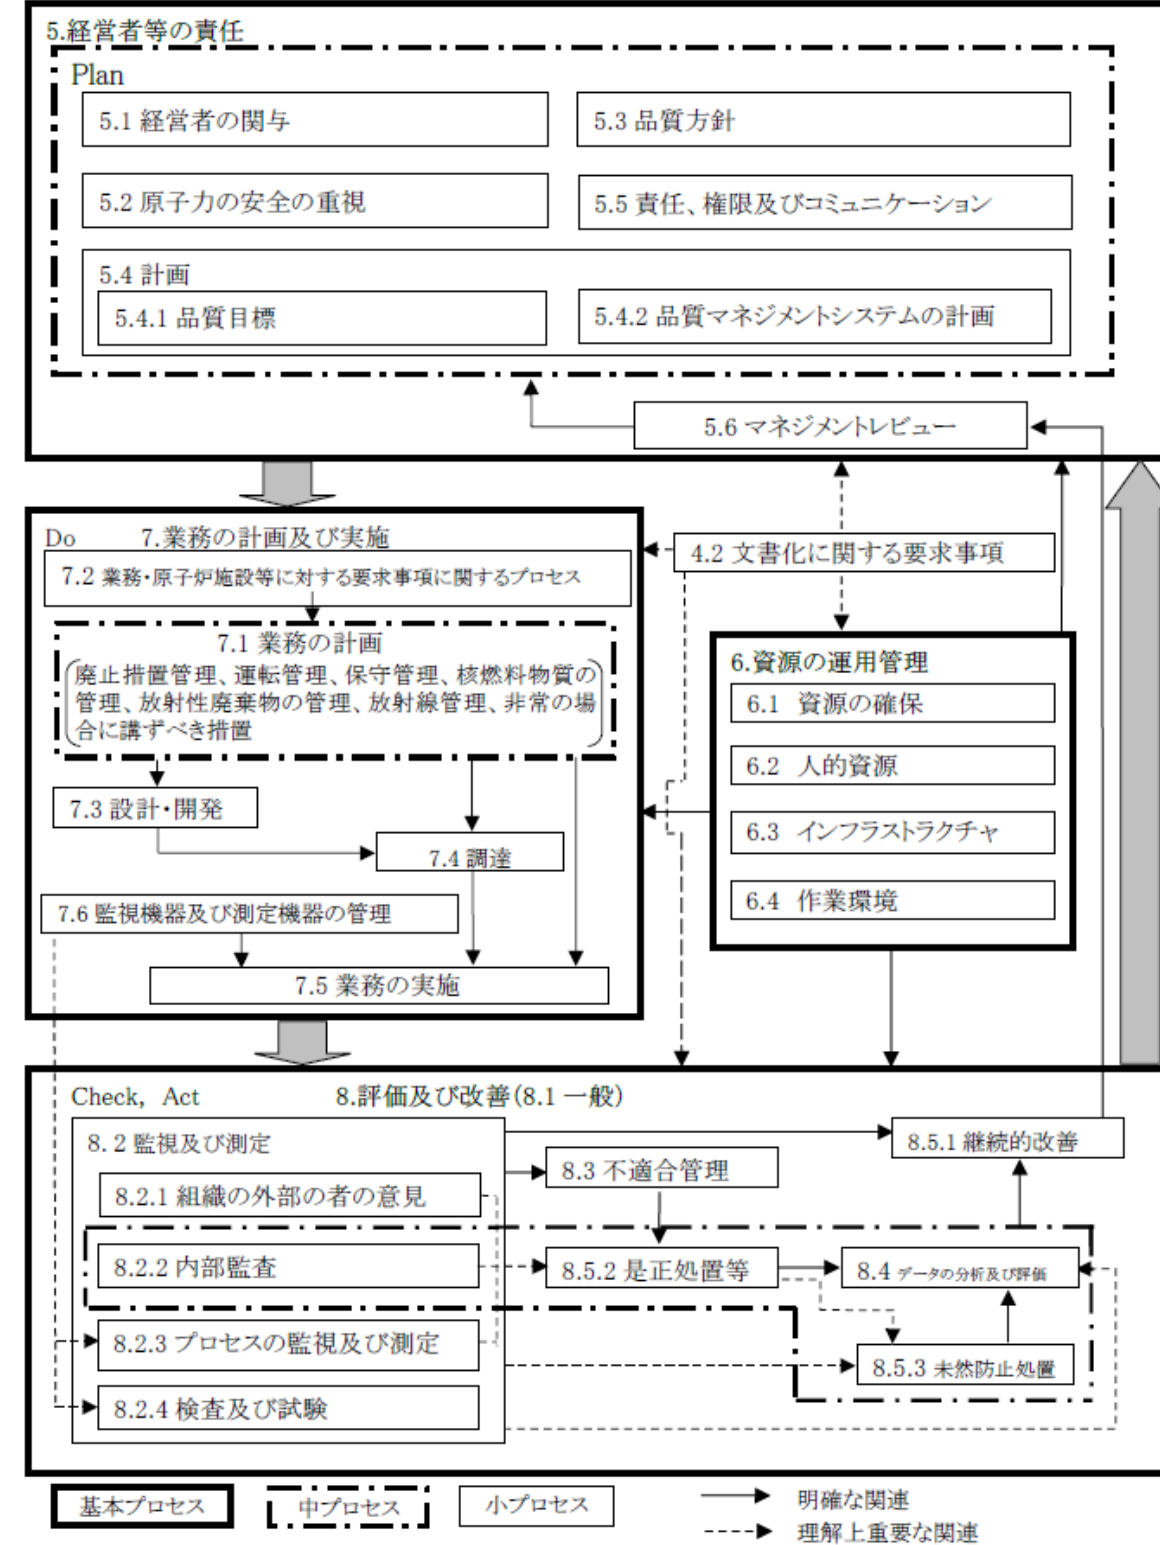 5.経営者等の責任
Plan
5.1 経営者の関与
5.3 品質方針
5.2 原子力の安全の重視
5.5 責任、権限及びコミュニケーション
5.4 計画
5.4.1 品質目標
5.4.2 品質マネジメントシステムの計画
5.6 マネジメントレビュー
Do 7.業務の計画及び実施
7.2 業務・原子炉施設等に対する要求事項に関するプロセス
4.2 文書化に関する要求事項
7.1 業務の計画
廃止措置管理、運転管理、保守管理、核燃料物質の
管理、放射性廃棄物の管理、放射線管理、非常の場
合に講ずべき措置
7.3 設計・開発
7.4 調達
7.6 監視機器及び測定機器の管理
7.5 業務の実施
6.資源の運用管理
6.1 資源の確保
6.2 人的資源
6.3 インフラストラクチャ
6.4 作業環境
Check, Act 8.評価及び改善(8.1 一般)
8.2 監視及び測定
8.5.1 継続的改善
8.3 不適合管理
8.2.1 組織の外部の者の意見
8.2.2 内部監査
8.5.2 是正処置等
8.4 データの分析及び評価
8.2.3 プロセスの監視及び測定
8.5.3 未然防止処置
8.2.4 検査及び試験
基本プロセス
中プロセス
小プロセス
明確な関連
理解上重要な関連